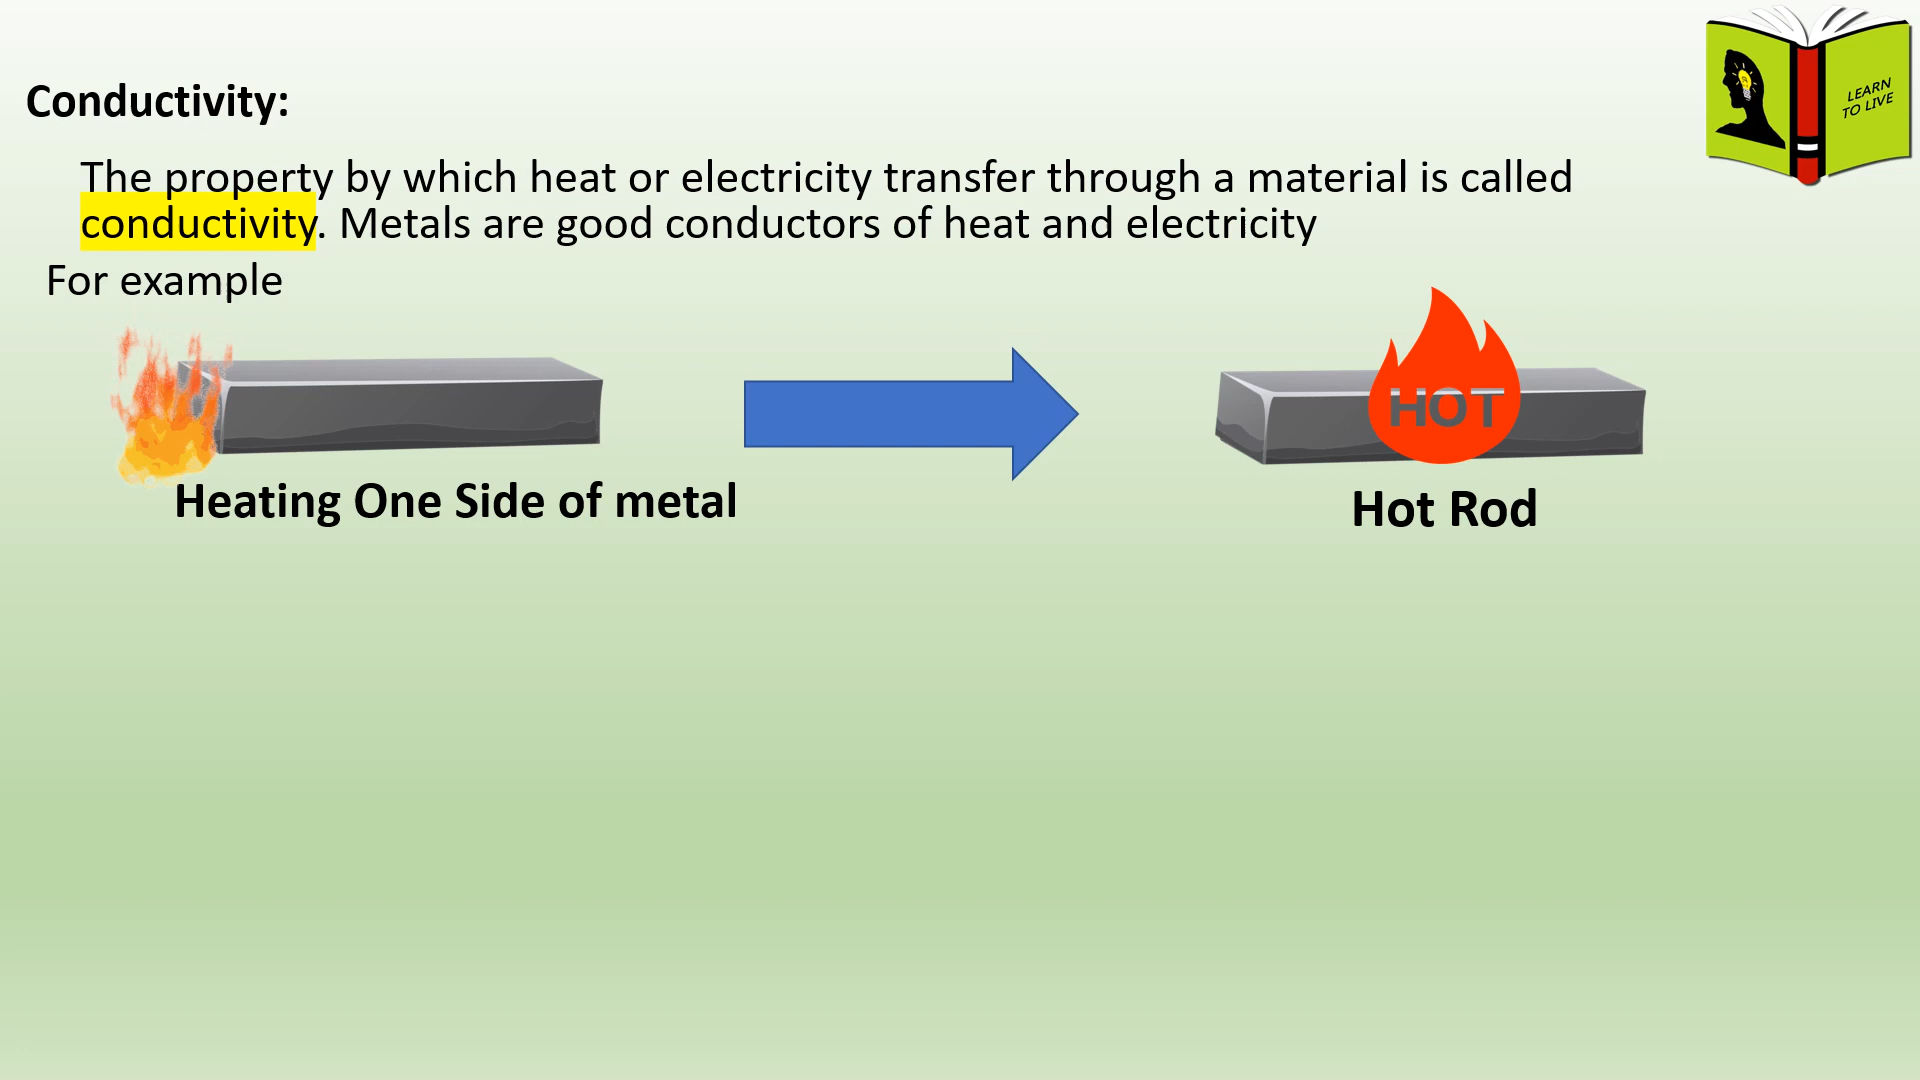 LEARN
TO LIVE
Conductivity:
The property by which heat or electricity transfer through a material is called
conductivity. Metals are good conductors of heat and electricity
For example
HOT
Heating One Side of metal
Hot Rod